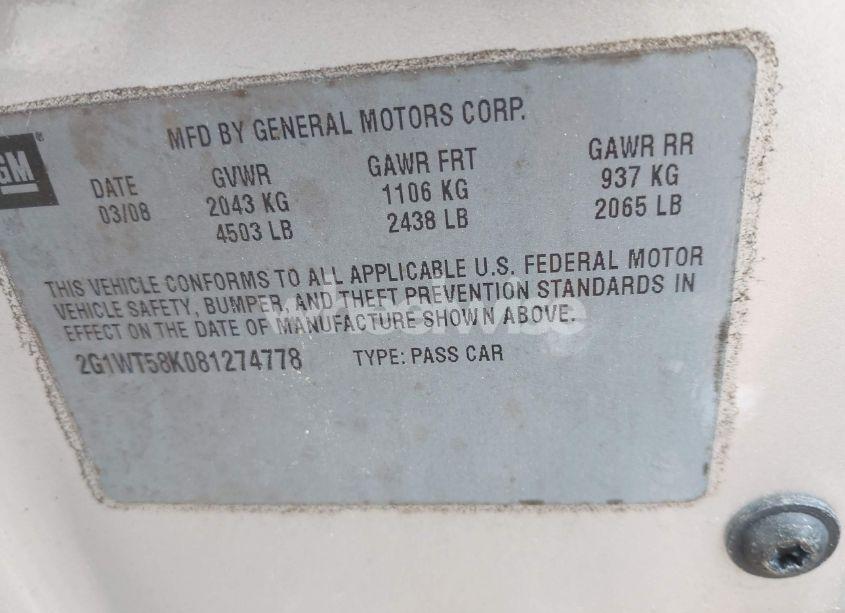 MFD BY GENERAL MOTORS CORP.
GM
DATE GVWR GAWR FRT GAWR RR
03/08 2043 KG 1106 KG 937 KG
4503 LB 2438 LB 2065 LB
THIS VEHICLE CONFORMS TO ALL APPLICABLE U.S. FEDERAL MOTOR
VEHICLE SAFETY, BUMPER, AND THEFT PREVENTION STANDARDS IN
EFFECT ON THE DATE OF MANUFACTURE SHOWN ABOVE.
2G1WT58K081274778 TYPE: PASS CAR